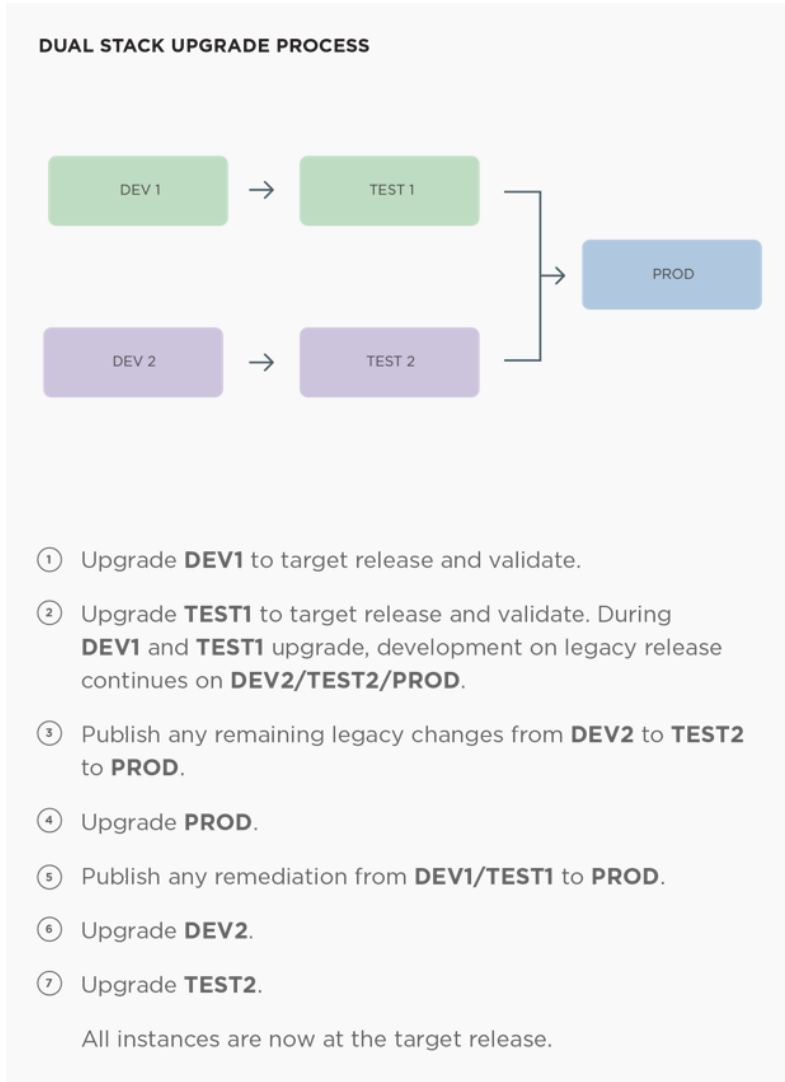 DUAL STACK UPGRADE PROCESS
DEV 1
TEST 1
PROD
DEV 2
TEST 2
1 Upgrade DEV1 to target release and validate.
2 Upgrade TEST1 to target release and validate. During
DEV1 and TEST1 upgrade, development on legacy release
continues on DEV2/TEST2/PROD.
3 Publish any remaining legacy changes from DEV2 to TEST2
to PROD.
4 Upgrade PROD.
5 Publish any remediation from DEV1/TEST1 to PROD.
6 Upgrade DEV2.
7 Upgrade TEST2.
All instances are now at the target release.